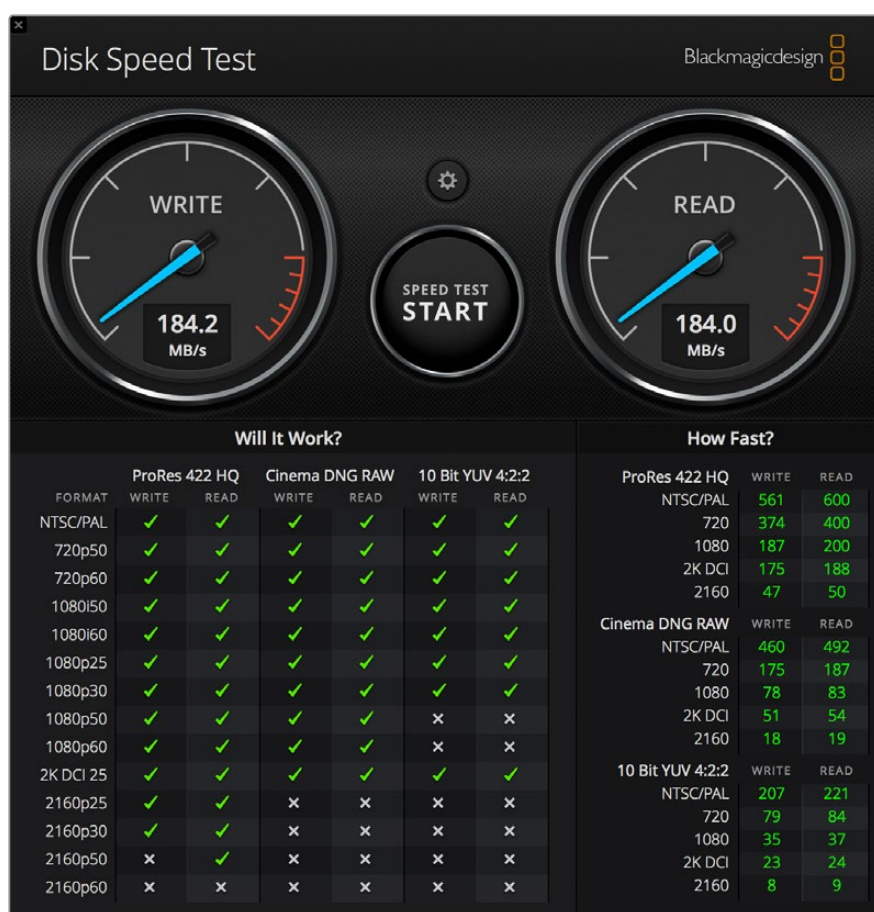 Disk Speed Test
Blackmagicdesign
WRITE
184.2
MB/s
SPEED TEST
START
READ
184.0
MB/s
Will It Work?
ProRes 422 HQ Cinema DNG RAW 10 Bit YUV 4:2:2
FORMAT WRITE READ WRITE READ WRITE READ
NTSC/PAL ✓ ✓ ✓ ✓ ✓ ✓
720p50 ✓ ✓ ✓ ✓ ✓ ✓
720p60 ✓ ✓ ✓ ✓ ✓ ✓
1080i50 ✓ ✓ ✓ ✓ ✓ ✓
1080i60 ✓ ✓ ✓ ✓ ✓ ✓
1080p25 ✓ ✓ ✓ ✓ ✓ ✓
1080p30 ✓ ✓ ✓ ✓ ✓ ✓
1080p50 ✓ ✓ ✓ ✓ × ×
1080p60 ✓ ✓ ✓ ✓ × ×
2K DCI 25 ✓ ✓ ✓ ✓ ✓ ✓
2160p25 ✓ ✓ × × × ×
2160p30 ✓ ✓ × × × ×
2160p50 × ✓ × × × ×
2160p60 × × × × × ×
How Fast?
ProRes 422 HQ WRITE READ
NTSC/PAL 561 600
720 374 400
1080 187 200
2K DCI 175 188
2160 47 50
Cinema DNG RAW WRITE READ
NTSC/PAL 460 492
720 175 187
1080 78 83
2K DCI 51 54
2160 18 19
10 Bit YUV 4:2:2 WRITE READ
NTSC/PAL 207 221
720 79 84
1080 35 37
2K DCI 23 24
2160 8 9